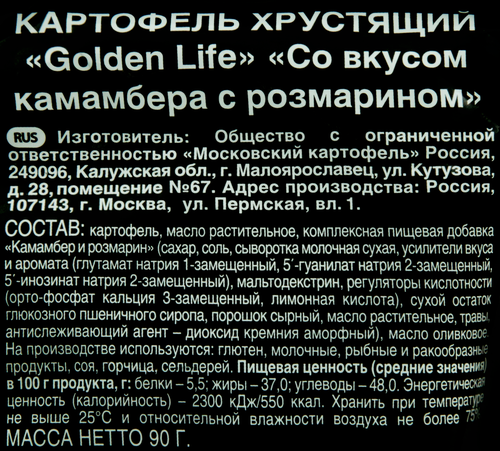 КАРТОФЕЛЬ ХРУСТЯЩИЙ
«Golden Life» «Со вкусом
камамбера с розмарином»
RUS Изготовитель: Общество с ограниченной
ответственностью «Московский картофель» Россия,
249096, Калужская обл., г. Малоярославец, ул. Кутузова,
д. 28, помещение №67. Адрес производства: Россия,
107143, г. Москва, ул. Пермская, вл. 1.
СОСТАВ: картофель, масло растительное, комплексная пищевая добавка
«Камамбер и розмарин» (сахар, соль, сыворотка молочная сухая, усилители вкуса
и аромата (глутамат натрия 1-замещенный, 5′-гуанилат натрия 2-замещенный,
5′-инозинат натрия 2-замещенный), мальтодекстрин, регуляторы кислотности
(орто-фосфат кальция 3-замещенный, лимонная кислота), сухой остаток
глюкозного пшеничного сиропа, порошок сырный, масло растительное, травы,
антислеживающий агент – диоксид кремния аморфный), масло оливковое.
На производстве используются: глютен, молочные, рыбные и ракообразные
продукты, соя, горчица, сельдерей. Пищевая ценность (средние значения)
в 100 г продукта, г: белки – 5,5; жиры – 37,0; углеводы – 48,0. Энергетическая
ценность (калорийность) – 2300 кДж/550 ккал. Хранить при температуре
не выше 25°С и относительной влажности воздуха не более 75%
МАССА НЕТТО 90 Г.